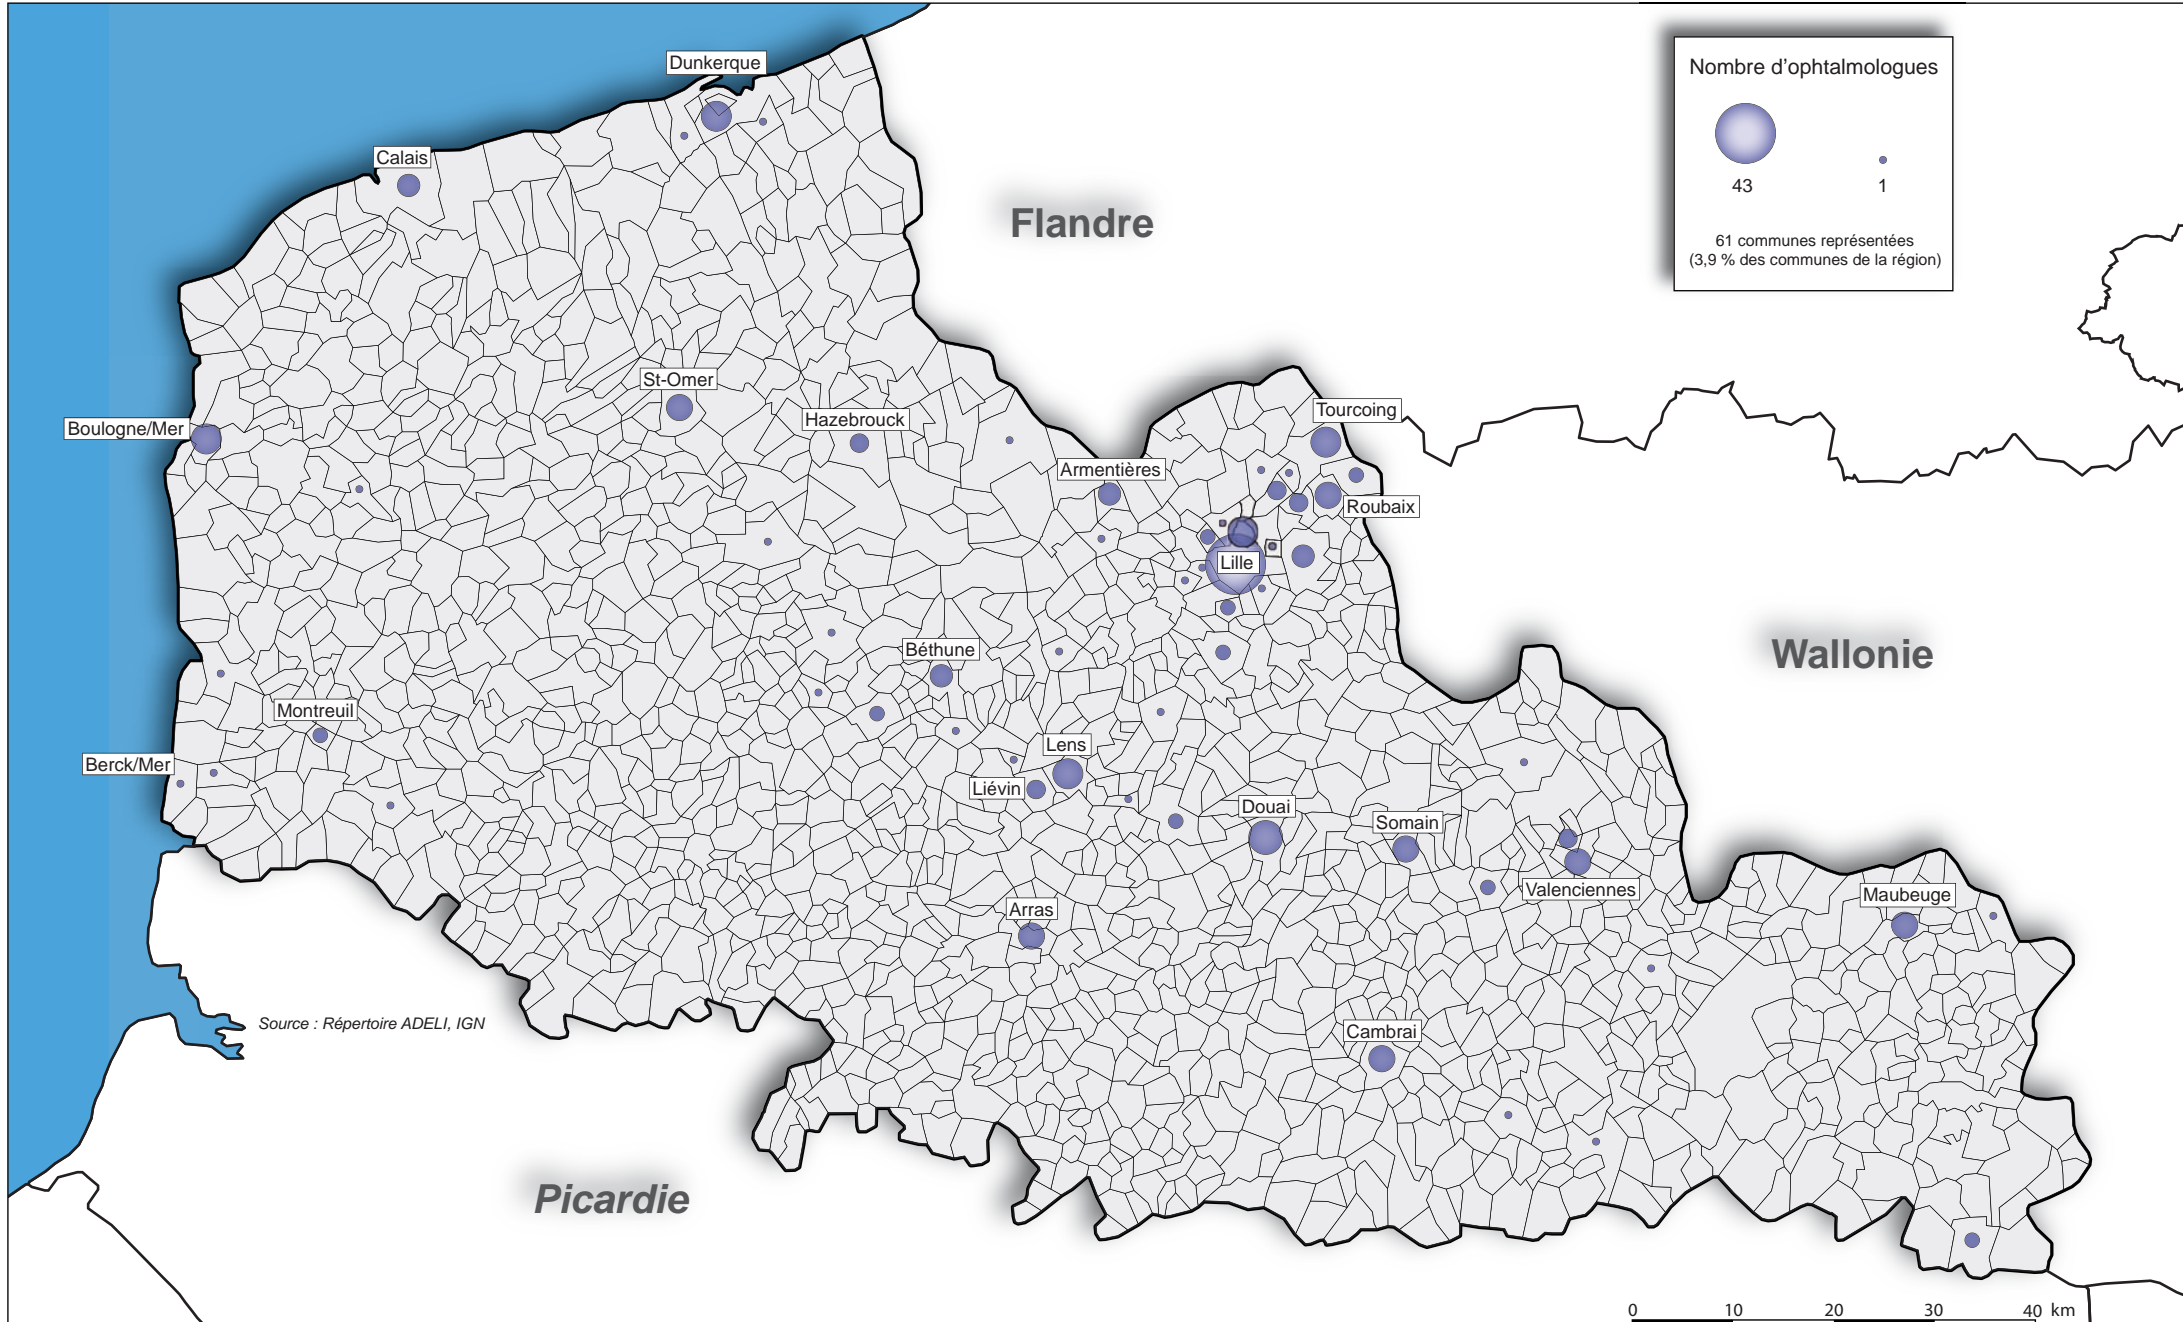 Dunkerque
Nombre d'ophtalmologues
43
1
61 communes représentées
(3,9 % des communes de la région)
Calais
Flandre
St-Omer
Hazebrouck
Tourcoing
Boulogne/Mer
Armentières
Roubaix
Lille
Béthune
Wallonie
Montreuil
Lens
Berck/Mer
Liévin
Douai
Somain
Valenciennes
Maubeuge
Arras
Source : Répertoire ADELI, IGN
Cambrai
Picardie
0 10 20 30 40 km